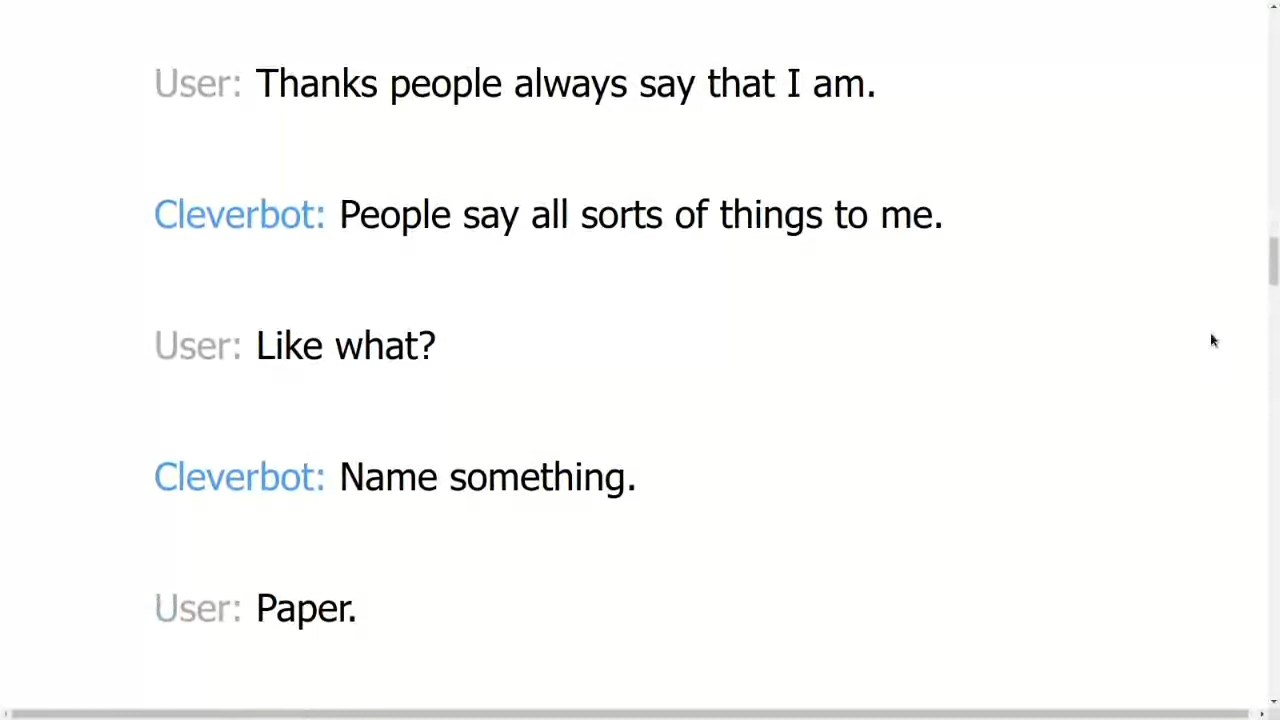 User: Thanks people always say that I am.
Cleverbot: People say all sorts of things to me.
User: Like what?
Cleverbot: Name something.
User: Paper.